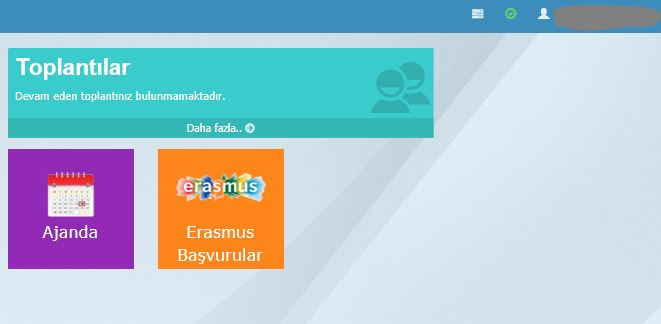 Toplantılar
Devam eden toplantınız bulunmamaktadır.
Daha fazla..
Ajanda
erasmus
Erasmus
Başvurular